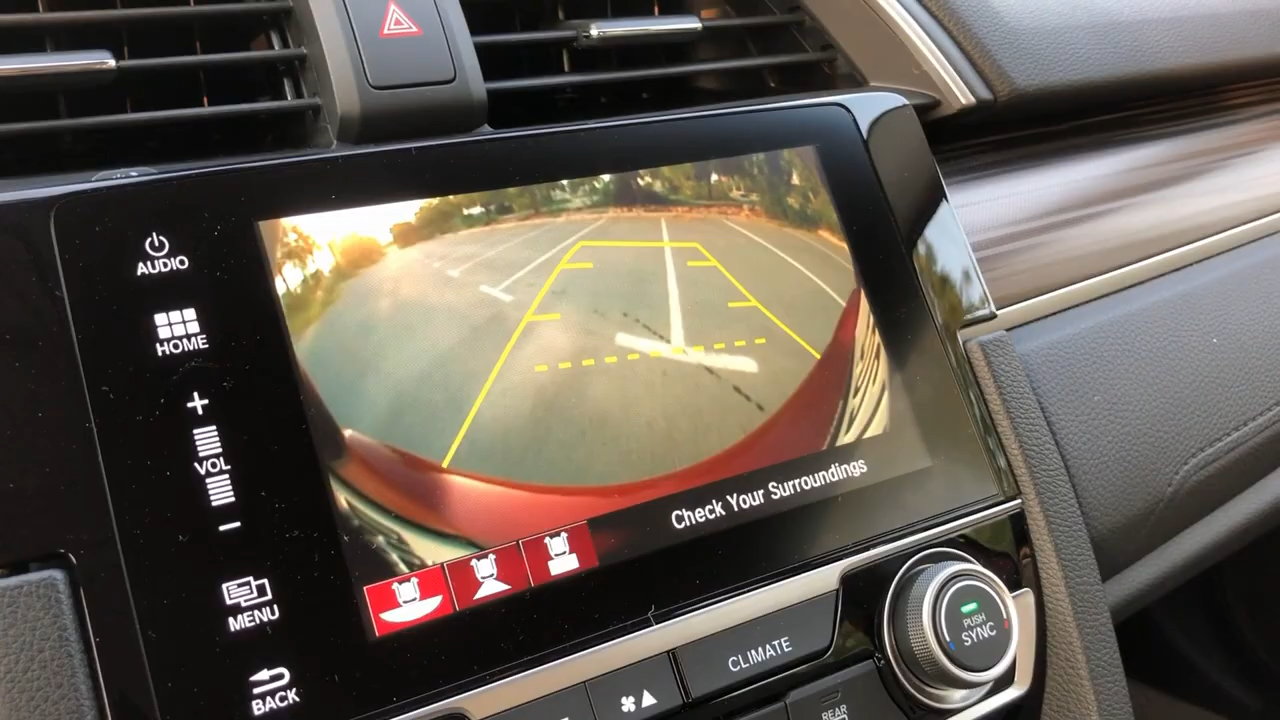 AUDIO
HOME
+
VOL
-
MENU
BACK
Check Your Surroundings
CLIMATE
PUSH
SYNC
REAR